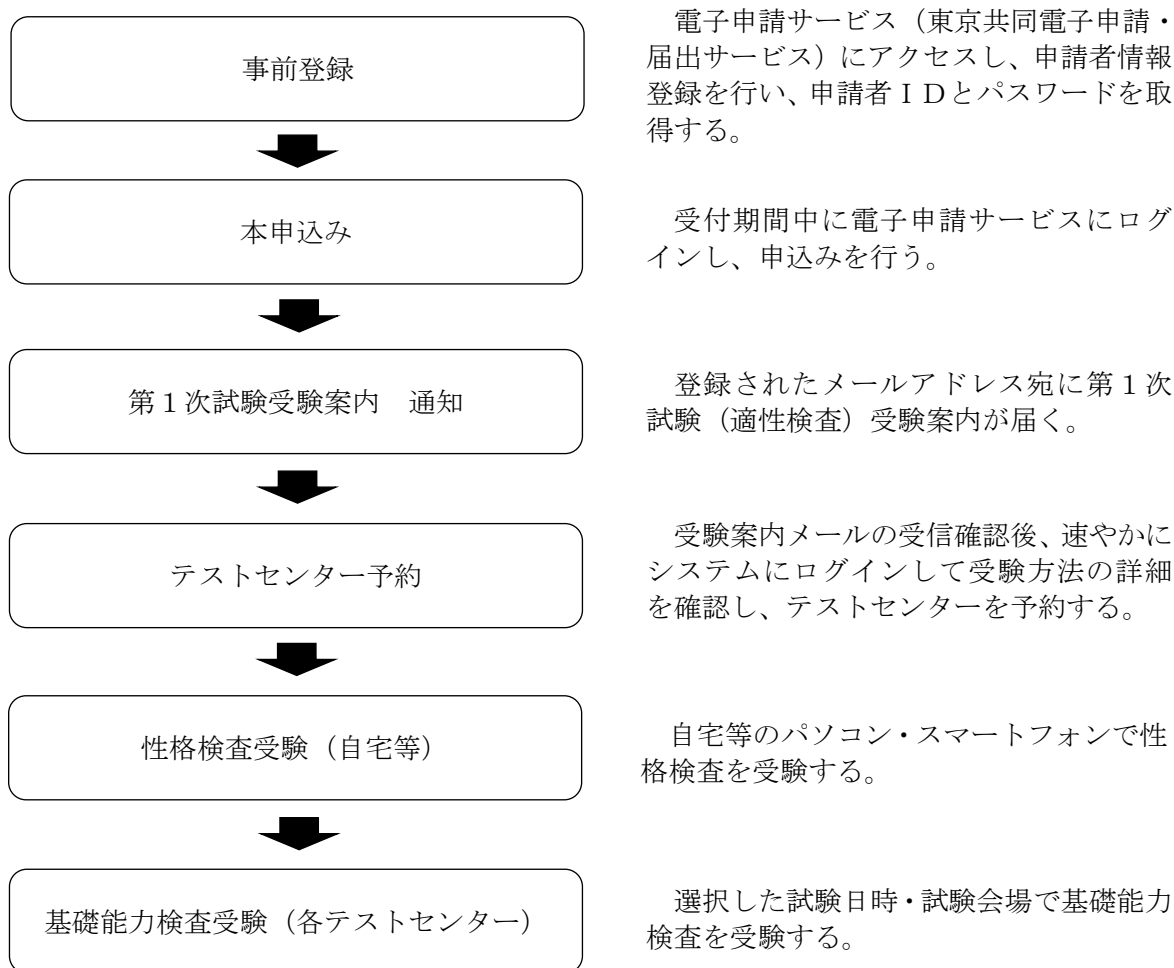 事前登録
電子申請サービス（東京共同電子申請・
届出サービス）にアクセスし、申請者情報
登録を行い、申請者ＩＤとパスワードを取
得する。
本申込み
受付期間中に電子申請サービスにログ
インし、申込みを行う。
第１次試験受験案内　通知
登録されたメールアドレス宛に第１次
試験（適性検査）受験案内が届く。
テストセンター予約
受験案内メールの受信確認後、速やかに
システムにログインして受験方法の詳細
を確認し、テストセンターを予約する。
性格検査受験（自宅等）
自宅等のパソコン・スマートフォンで性
格検査を受験する。
基礎能力検査受験（各テストセンター）
選択した試験日時・試験会場で基礎能力
検査を受験する。